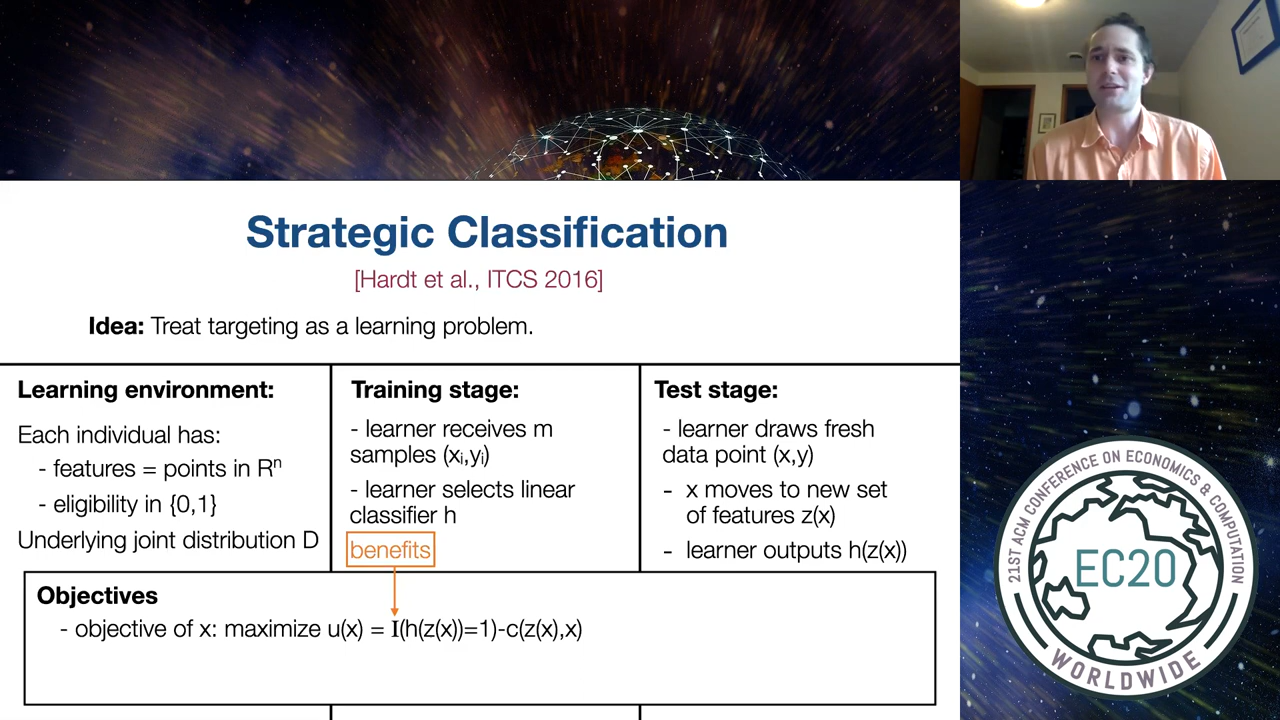 Strategic Classification
[Hardt et al., ITCS 2016]
Idea: Treat targeting as a learning problem.
Learning environment:
Each individual has:
- features = points in Rⁿ
- eligibility in {0,1}
Underlying joint distribution D
Training stage:
- learner receives m
samples (xᵢ,yᵢ)
- learner selects linear
classifier h
benefits
Test stage:
- learner draws fresh
data point (x,y)
- x moves to new set
of features z(x)
- learner outputs h(z(x))
Objectives
- objective of x: maximize u(x) = I(h(z(x))=1)-c(z(x),x)
21ST ACM CONFERENCE ON ECONOMICS & COMPUTATION
EC20
WORLDWIDE